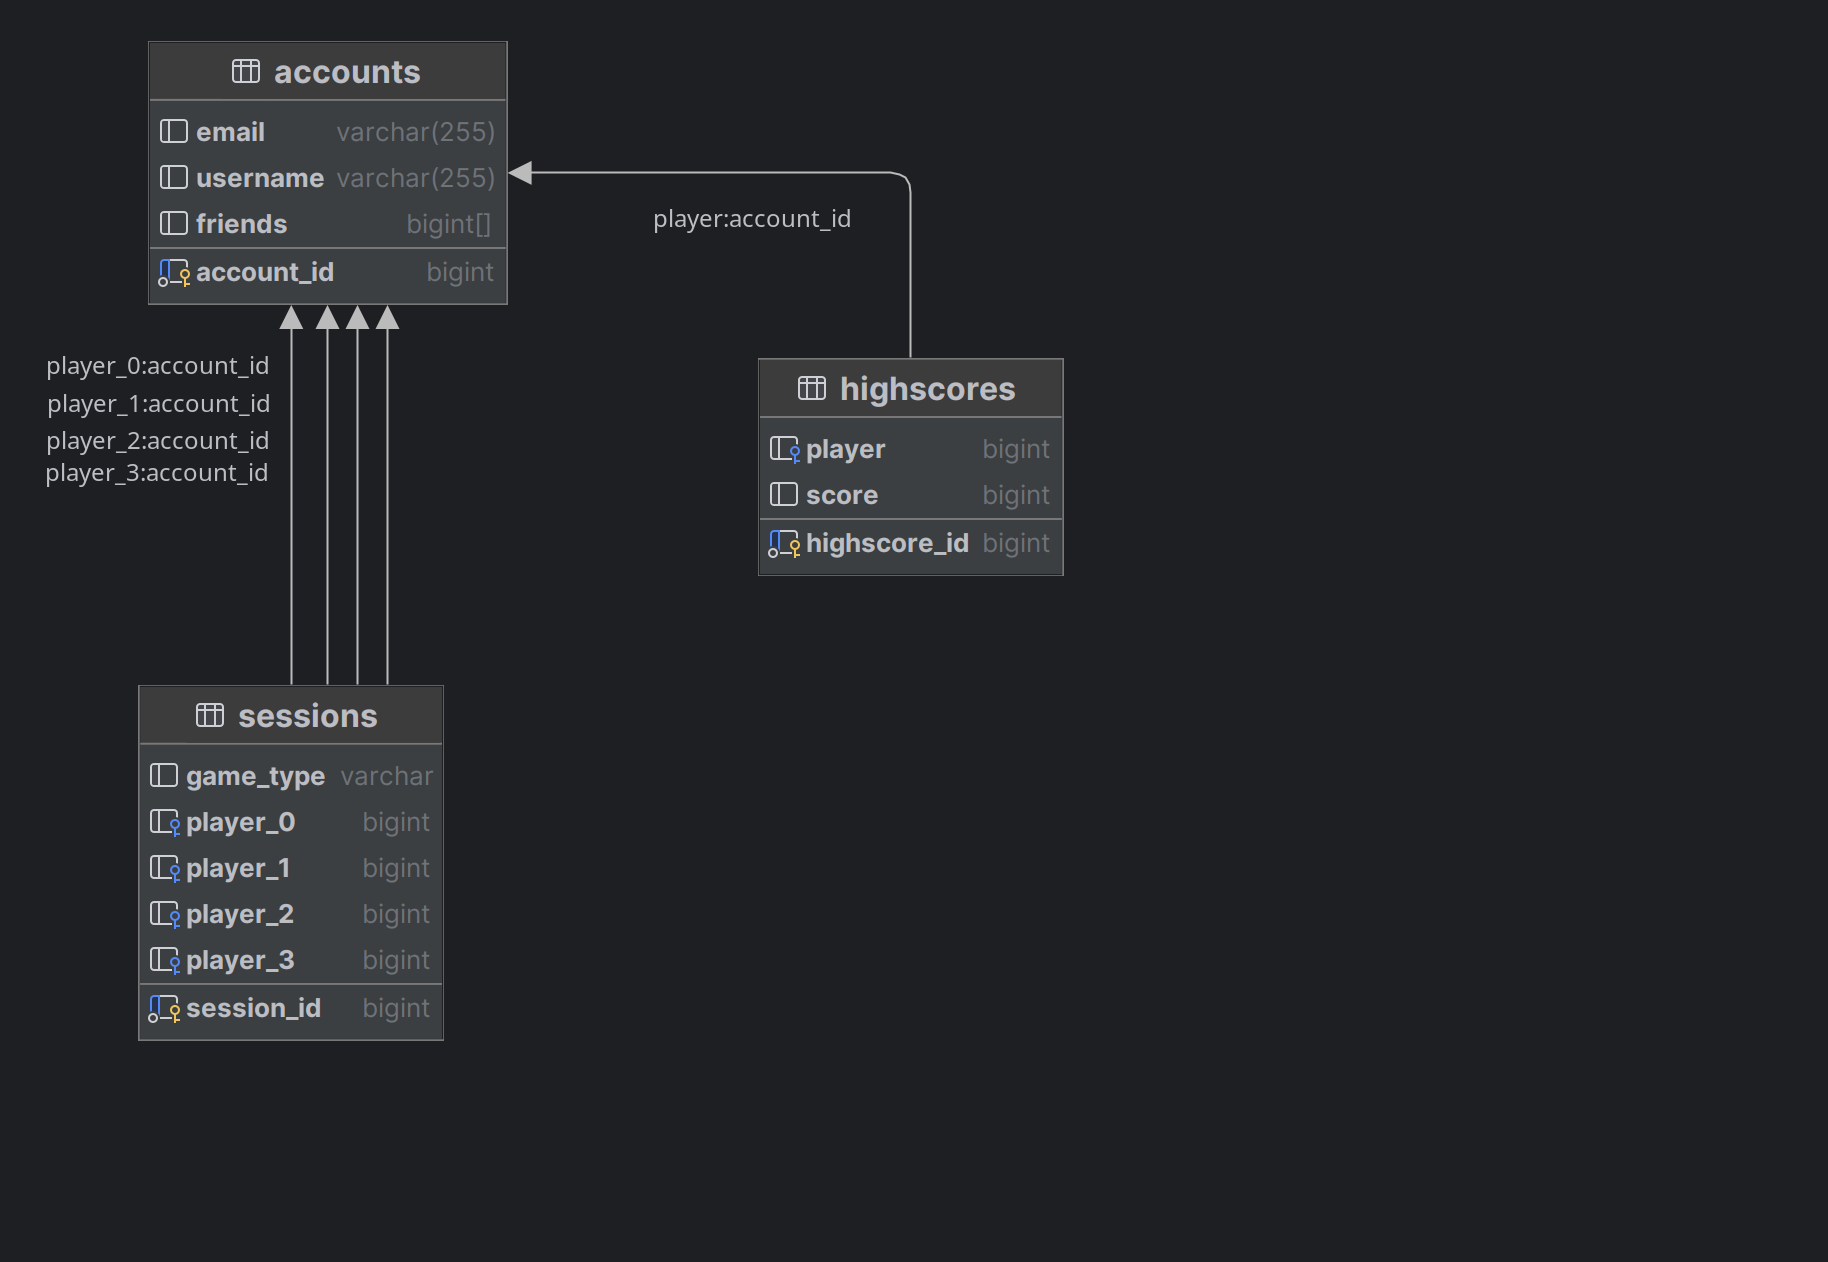 accounts
email varchar(255)
username varchar(255)
friends bigint[]
account_id bigint
player:account_id
player_0:account_id
player_1:account_id
player_2:account_id
player_3:account_id
highscores
player bigint
score bigint
highscore_id bigint
sessions
game_type varchar
player_0 bigint
player_1 bigint
player_2 bigint
player_3 bigint
session_id bigint